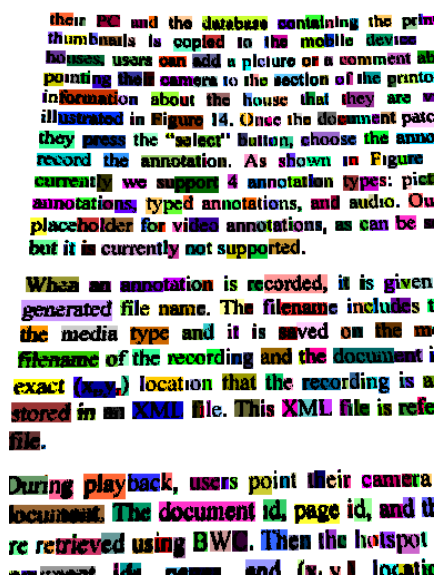 their PC and the database containing the prin
thumbnails is copied to the mobile device
houses, users can add a picture or a comment ab
pointing their camera to the section of the printo
information about the house that they are vi
illustrated in Figure 14. Once the document patc
they press the "select" button, choose the anno
record the annotation. As shown in Figure
currently we support 4 annotation types: pict
annotations, typed annotations, and audio. Ou
placeholder for video annotations, as can be s
but it is currently not supported.
When an annotation is recorded, it is given
generated file name. The filename includes t
the media type and it is saved on the m
filename of the recording and the document i
exact (x,y,) location that the recording is a
stored in an XML file. This XML file is refe
file.
During playback, users point their camera
document. The document id, page id, and th
re retrieved using BWC. Then the hotspot
and (x, y) locatio